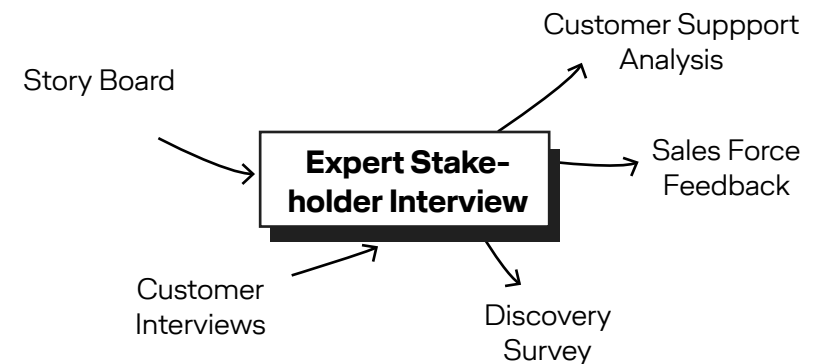 Customer Suppport
Analysis
Story Board
Expert Stake-
holder Interview
Sales Force
Feedback
Customer
Interviews
Discovery
Survey